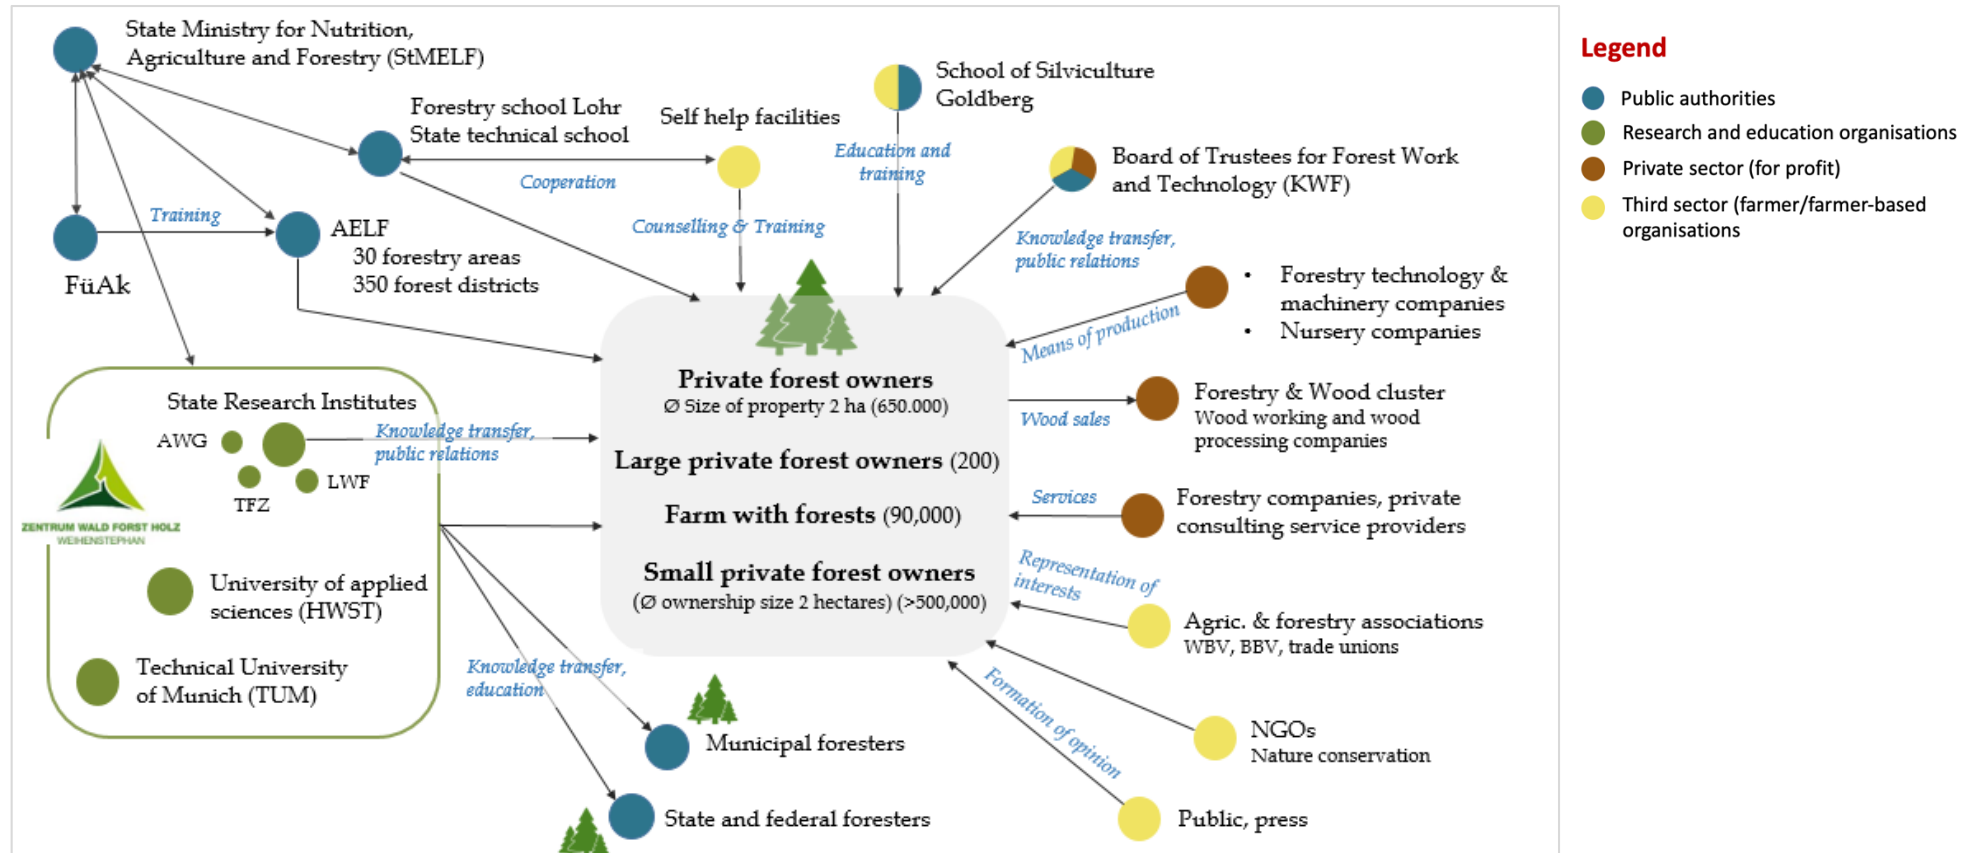 State Ministry for Nutrition,
Agriculture and Forestry (StMELF)
Forestry school Lohr
State technical school
Self help facilities
School of Silviculture
Goldberg
Cooperation
Education and
training
Board of Trustees for Forest Work
and Technology (KWF)
Training
FüAk
AELF
30 forestry areas
350 forest districts
Counselling & Training
Knowledge transfer,
public relations
• Forestry technology &
machinery companies
• Nursery companies
Means of production
State Research Institutes
AWG
TFZ
LWF
Knowledge transfer,
public relations
ZENTRUM WALD FORST HOLZ
WEIHENSTEPHAN
University of applied
sciences (HWST)
Technical University
of Munich (TUM)
Private forest owners
Ø Size of property 2 ha (650.000)
Large private forest owners (200)
Farm with forests (90,000)
Small private forest owners
(Ø ownership size 2 hectares) (>500,000)
Wood sales
Forestry & Wood cluster
Wood working and wood
processing companies
Services
Forestry companies, private
consulting service providers
Representation of
interests
Agric. & forestry associations
WBV, BBV, trade unions
Knowledge transfer,
education
Municipal foresters
State and federal foresters
Formation of opinion
NGOs
Nature conservation
Public, press
Legend
Public authorities
Research and education organisations
Private sector (for profit)
Third sector (farmer/farmer-based
organisations